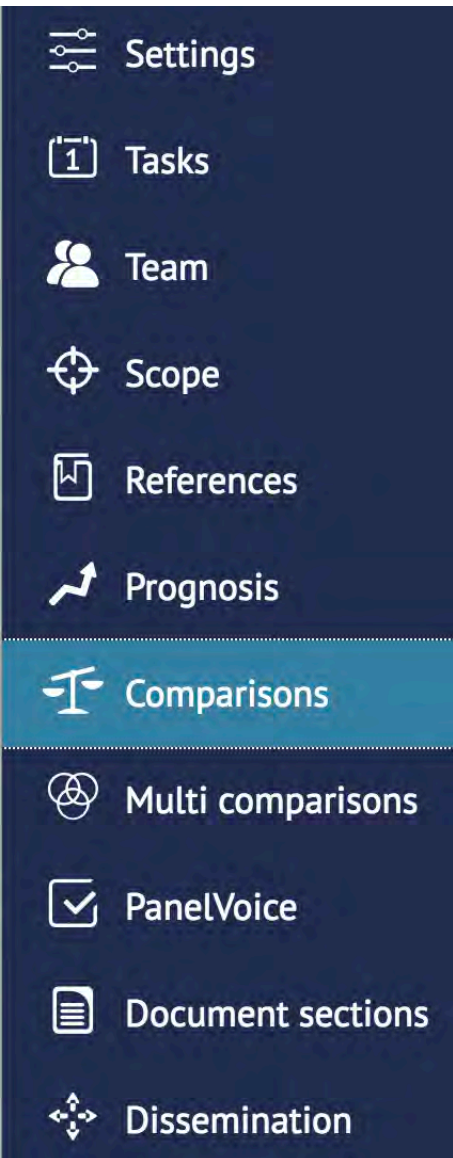 Settings
1
Tasks
Team
Scope
References
Prognosis
Comparisons
Multi comparisons
PanelVoice
Document sections
Dissemination